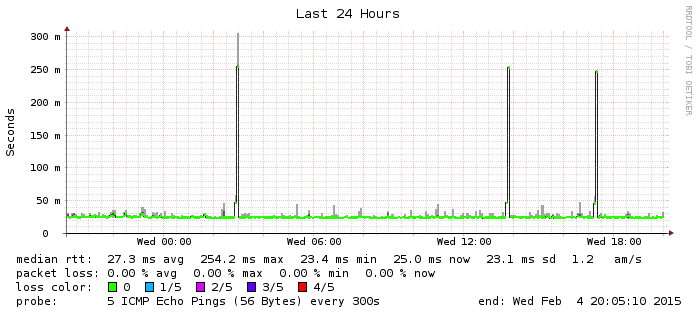 Last 24 Hours
RRDTOOL / TOBI OETIKER
Seconds
300 m
250 m
200 m
150 m
100 m
50 m
0
Wed 00:00 Wed 06:00 Wed 12:00 Wed 18:00
median rtt: 27.3 ms avg 254.2 ms max 23.4 ms min 25.0 ms now 23.1 ms sd 1.2 am/s
packet loss: 0.00 % avg 0.00 % max 0.00 % min 0.00 % now
loss color: 0 1/5 2/5 3/5 4/5
probe: 5 ICMP Echo Pings (56 Bytes) every 300s end: Wed Feb 4 20:05:10 2015